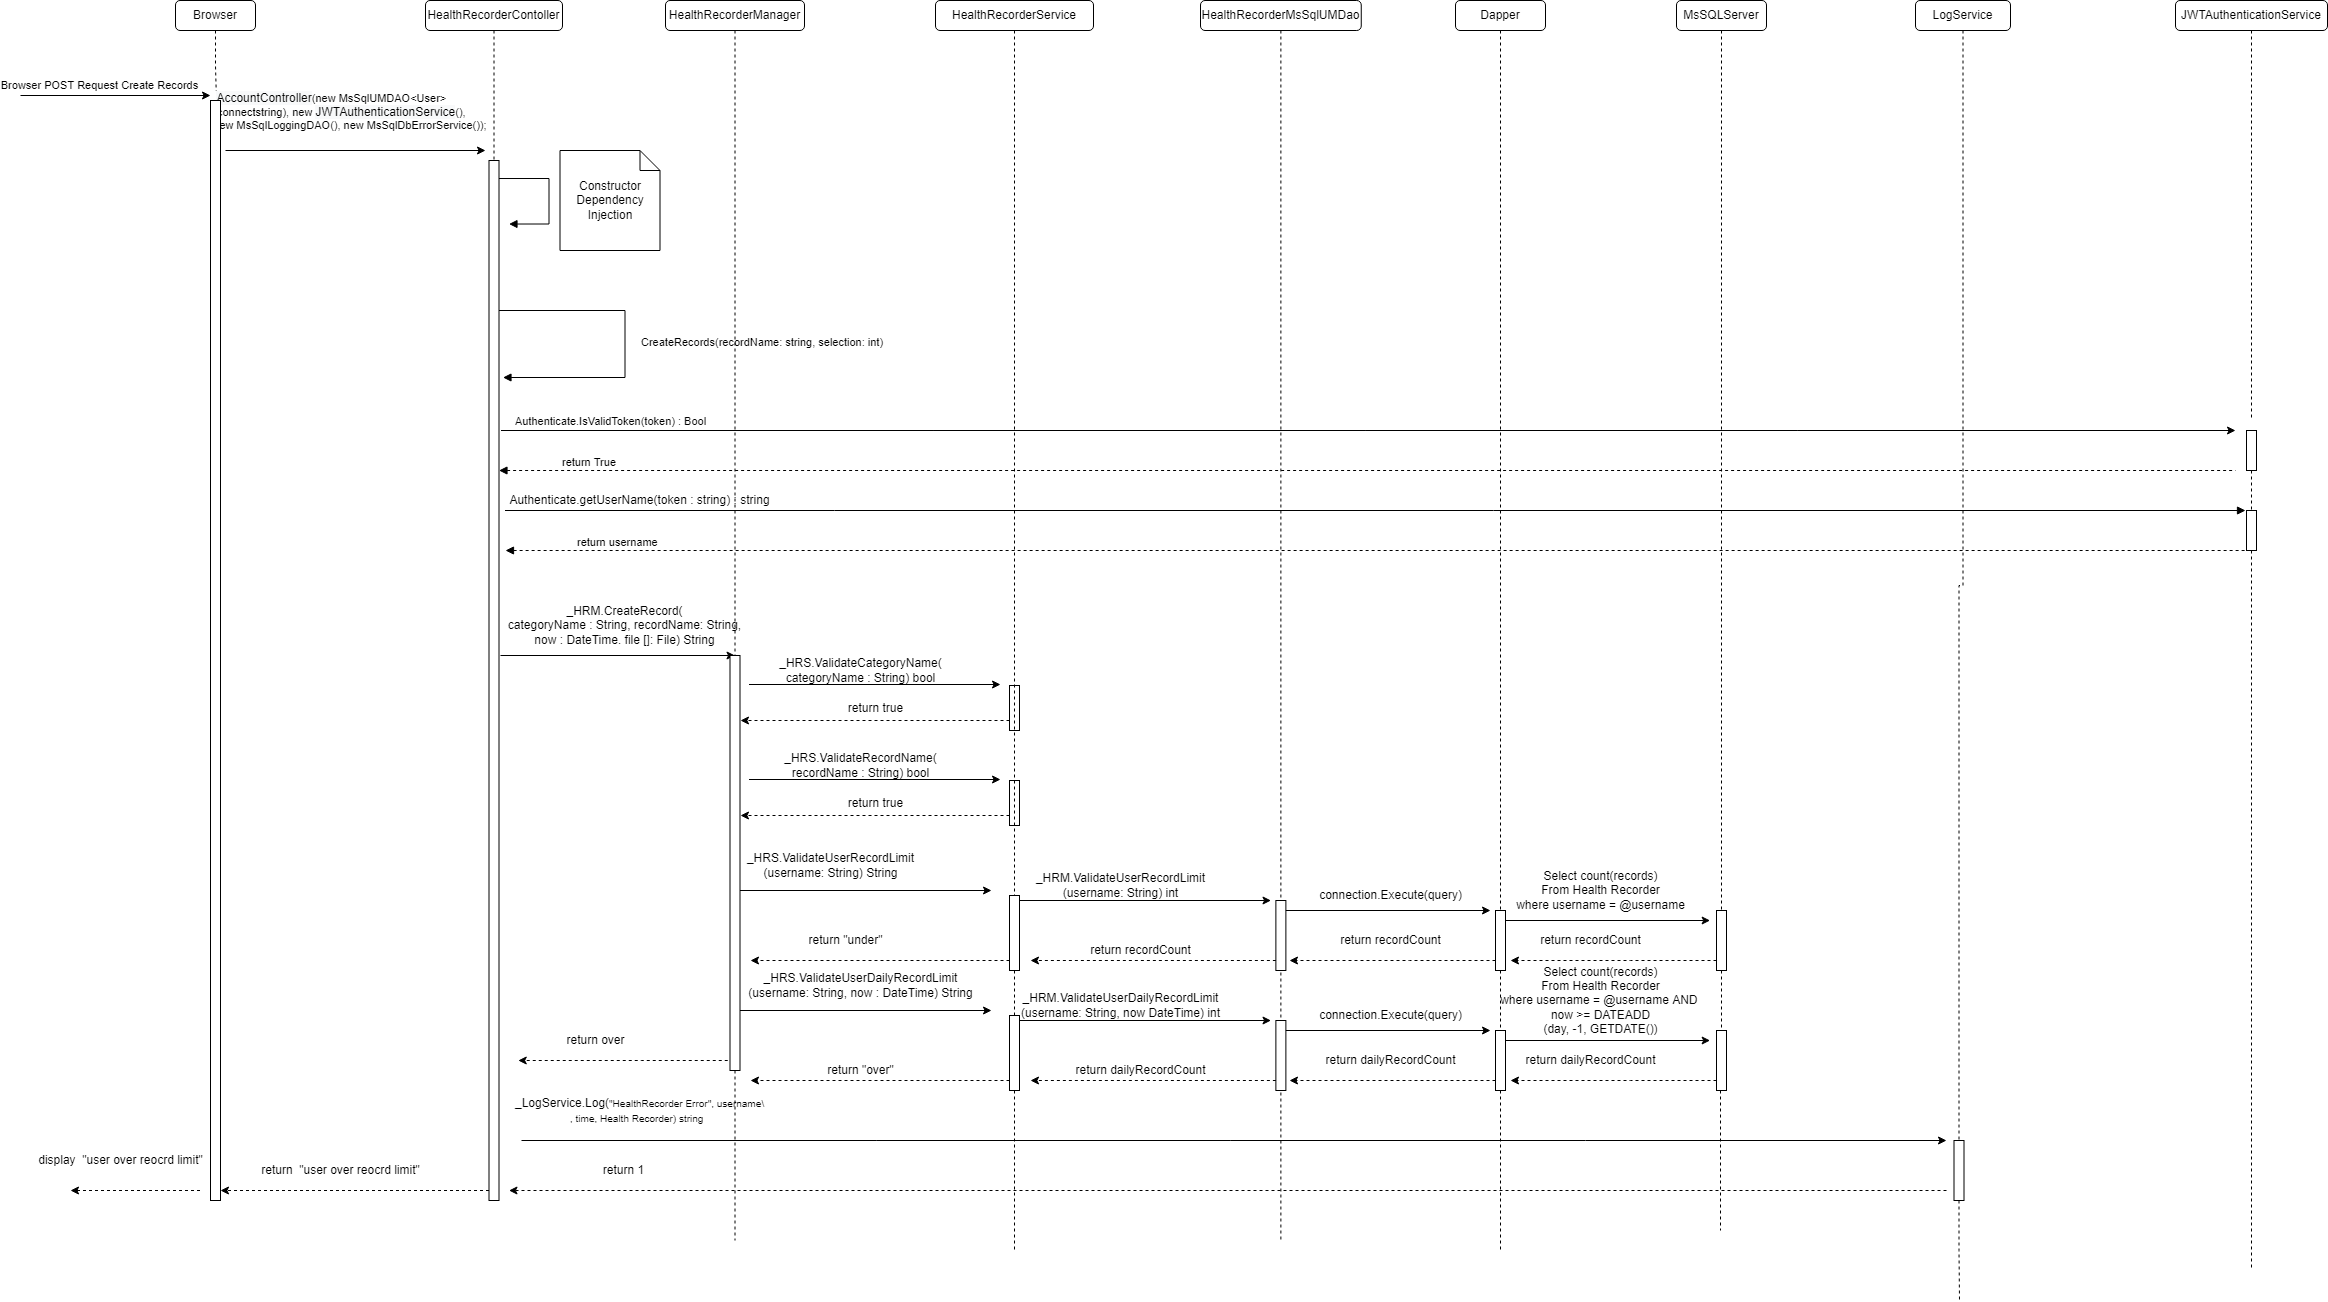 Browser
HealthRecorderContoller
HealthRecorderManager
HealthRecorderService
HealthRecorderMsSqlUMDao
Dapper
MsSQLServer
LogService
JWTAuthenticationService
Browser POST Request Create Records
AccountController(new MsSqlUMDAO<User>
connectstring), new JWTAuthenticationService(),
ew MsSqlLoggingDAO(), new MsSqlDbErrorService());
Constructor
Dependency
Injection
CreateRecords(recordName: string, selection: int)
Authenticate.IsValidToken(token) : Bool
return True
Authenticate.getUserName(token : string) : string
return username
_HRM.CreateRecord(
categoryName : String, recordName: String,
now : DateTime. file []: File) String
_HRS.ValidateCategoryName(
categoryName : String) bool
return true
_HRS.ValidateRecordName(
recordName : String) bool
return true
_HRS.ValidateUserRecordLimit
(username: String) String
_HRM.ValidateUserRecordLimit
(username: String) int
connection.Execute(query)
Select count(records)
From Health Recorder
where username = @username
return "under"
return recordCount
return recordCount
return recordCount
_HRS.ValidateUserDailyRecordLimit
(username: String, now : DateTime) String
_HRM.ValidateUserDailyRecordLimit
(username: String, now DateTime) int
connection.Execute(query)
Select count(records)
From Health Recorder
where username = @username AND
now >= DATEADD
(day, -1, GETDATE())
return over
return "over"
return dailyRecordCount
return dailyRecordCount
return dailyRecordCount
_LogService.Log("HealthRecorder Error", username\
, time, Health Recorder) string
display  "user over reocrd limit"
return  "user over reocrd limit"
return 1